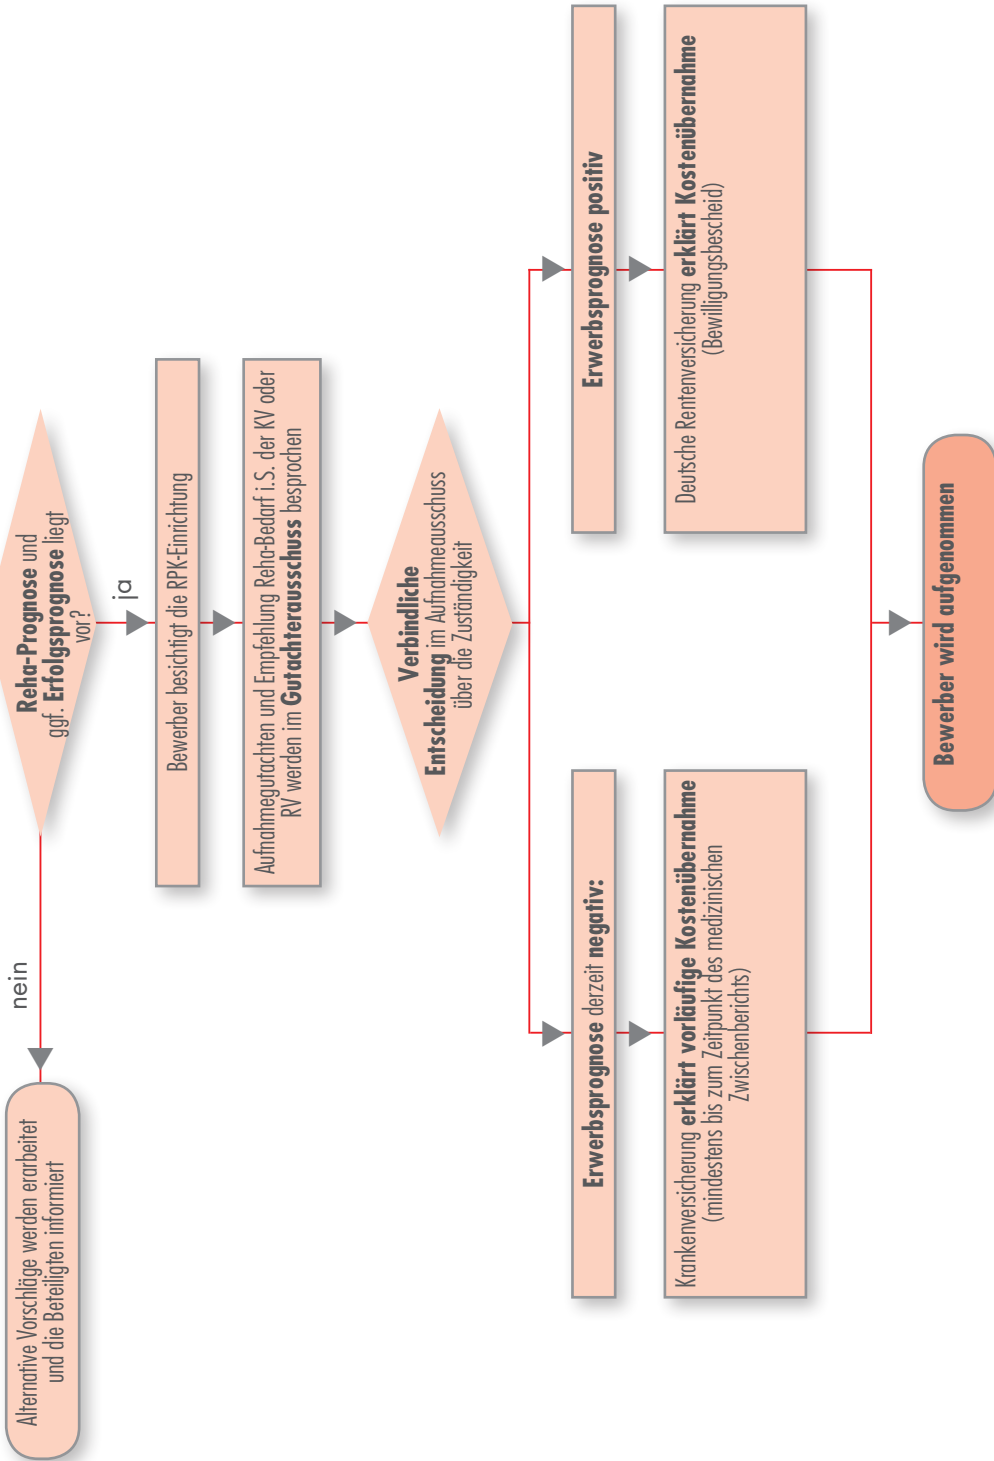 Reha-Prognose und
ggf. Erfolgsprognose liegt
vor?
nein
ja
Alternative Vorschläge werden erarbeitet
und die Beteiligten informiert
Bewerber besichtigt die RPK-Einrichtung
Aufnahmegutachten und Empfehlung Reha-Bedarf i.S. der KV oder
RV werden im Gutachterausschuss besprochen
Verbindliche
Entscheidung im Aufnahmeausschuss
über die Zuständigkeit
Erwerbsprognose derzeit negativ:
Krankenversicherung erklärt vorläufige Kostenübernahme
(mindestens bis zum Zeitpunkt des medizinischen
Zwischenberichts)
Erwerbsprognose positiv
Deutsche Rentenversicherung erklärt Kostenübernahme
(Bewilligungsbescheid)
Bewerber wird aufgenommen